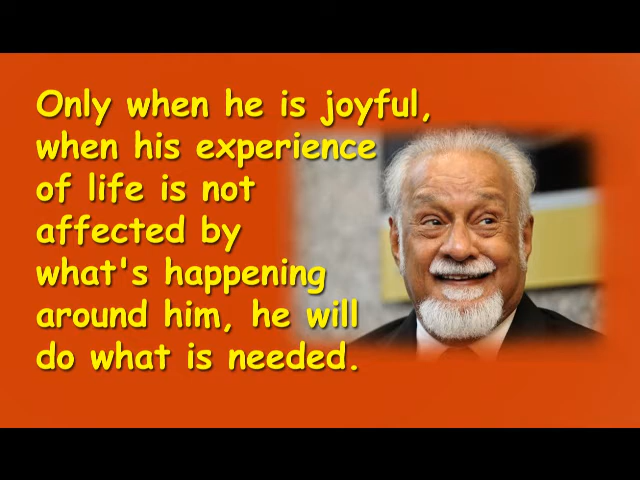 Only when he is joyful,
when his experience
of life is not
affected by
what's happening
around him, he will
do what is needed.